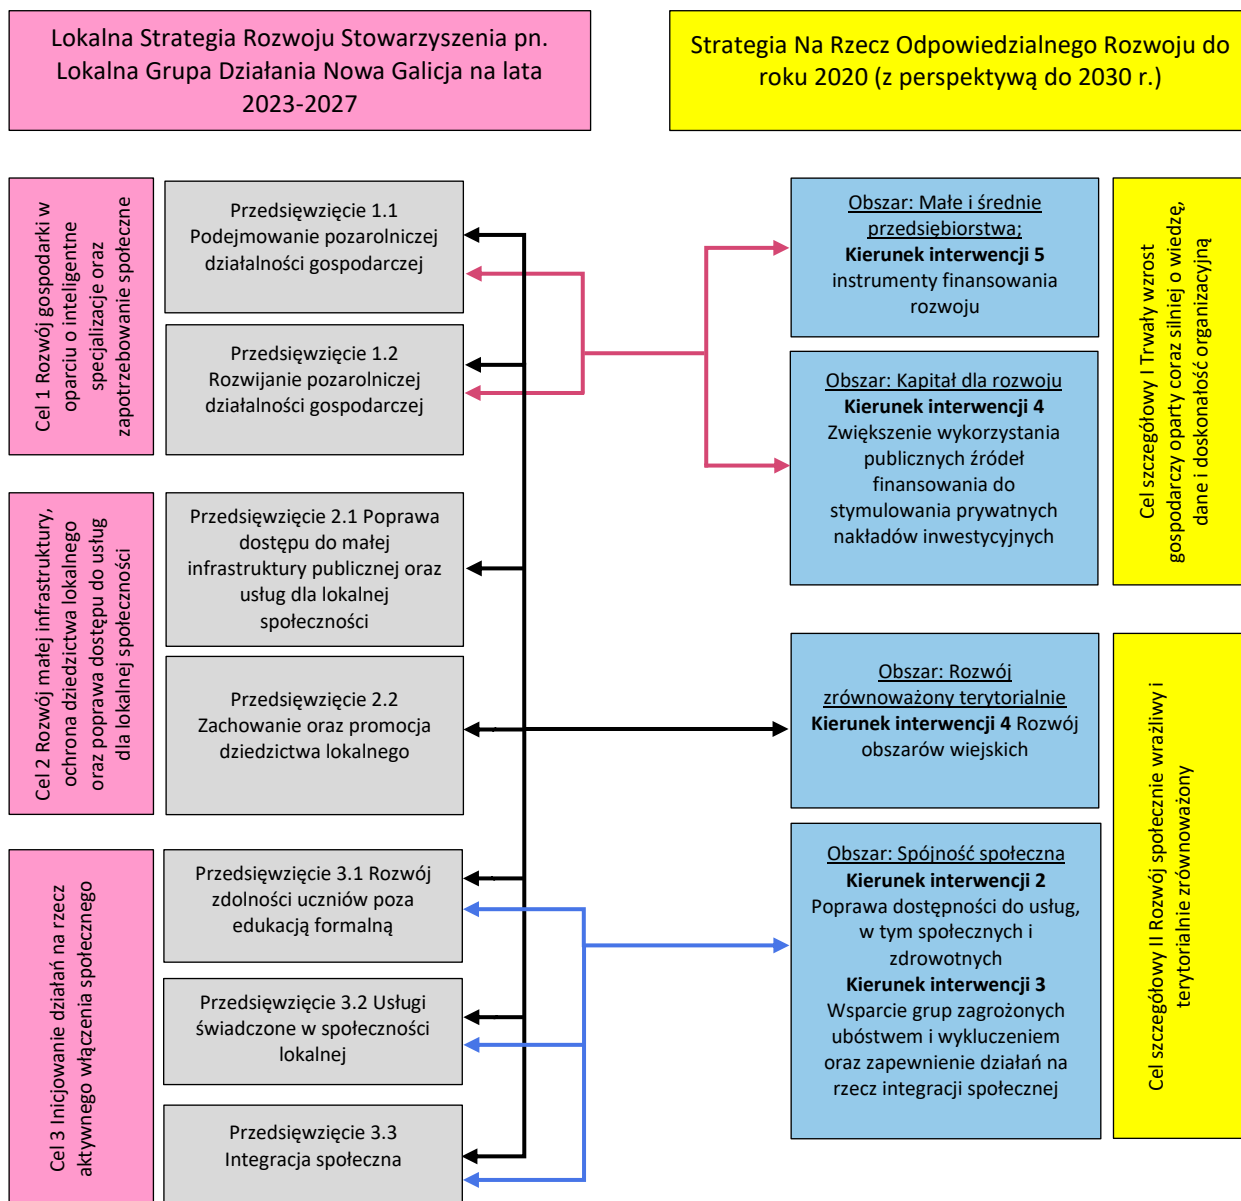 Lokalna Strategia Rozwoju Stowarzyszenia pn.
Lokalna Grupa Działania Nowa Galicja na lata
2023-2027
Strategia Na Rzecz Odpowiedzialnego Rozwoju do
roku 2020 (z perspektywą do 2030 r.)
Cel 1 Rozwój gospodarki w
oparciu o inteligentne
specjalizacje oraz
zapotrzebowanie społeczne
Przedsięwzięcie 1.1
Podejmowanie pozarolniczej
działalności gospodarczej
Przedsięwzięcie 1.2
Rozwijanie pozarolniczej
działalności gospodarczej
Obszar: Małe i średnie
przedsiębiorstwa;
Kierunek interwencji 5
instrumenty finansowania
rozwoju
Obszar: Kapitał dla rozwoju
Kierunek interwencji 4
Zwiększenie wykorzystania
publicznych źródeł
finansowania do
stymulowania prywatnych
nakładów inwestycyjnych
Cel szczegółowy I Trwały wzrost
gospodarczy oparty coraz silniej o wiedzę,
dane i doskonałość organizacyjną
Cel 2 Rozwój małej infrastruktury,
ochrona dziedzictwa lokalnego
oraz poprawa dostępu do usług
dla lokalnej społeczności
Przedsięwzięcie 2.1 Poprawa
dostępu do małej
infrastruktury publicznej oraz
usług dla lokalnej
społeczności
Przedsięwzięcie 2.2
Zachowanie oraz promocja
dziedzictwa lokalnego
Obszar: Rozwój
zrównoważony terytorialnie
Kierunek interwencji 4 Rozwój
obszarów wiejskich
Cel 3 Inicjowanie działań na rzecz
aktywnego włączenia społecznego
Przedsięwzięcie 3.1 Rozwój
zdolności uczniów poza
edukacją formalną
Przedsięwzięcie 3.2 Usługi
świadczone w społeczności
lokalnej
Przedsięwzięcie 3.3
Integracja społeczna
Obszar: Spójność społeczna
Kierunek interwencji 2
Poprawa dostępności do usług,
w tym społecznych i
zdrowotnych
Kierunek interwencji 3
Wsparcie grup zagrożonych
ubóstwem i wykluczeniem
oraz zapewnienie działań na
rzecz integracji społecznej
Cel szczegółowy II Rozwój społecznie wrażliwy i
terytorialnie zrównoważony